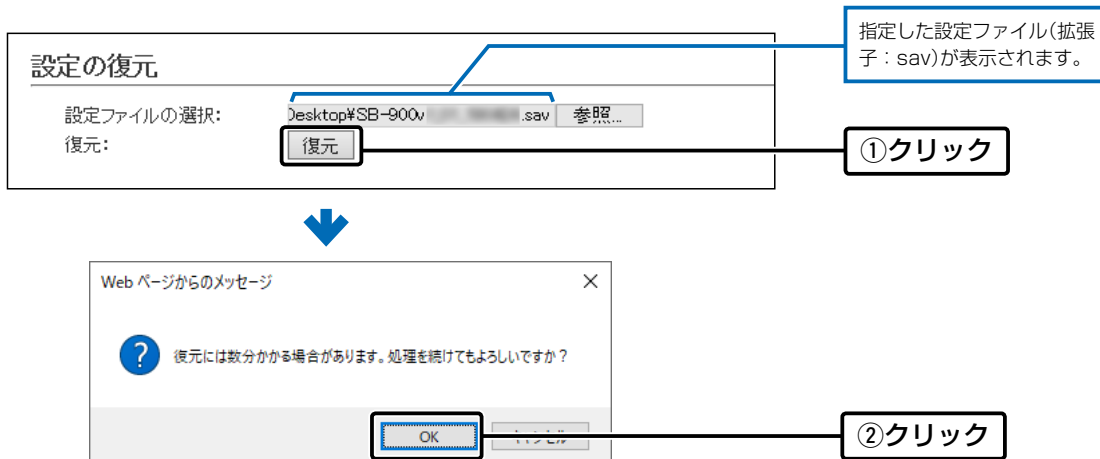 指定した設定ファイル(拡張
子：sav)が表示されます。
設定の復元
設定ファイルの選択:
Desktop¥SB-900v
.sav
参照...
復元:
復元
①クリック
Web ページからのメッセージ
復元には数分かかる場合があります。処理を続けてもよろしいですか？
OK
②クリック